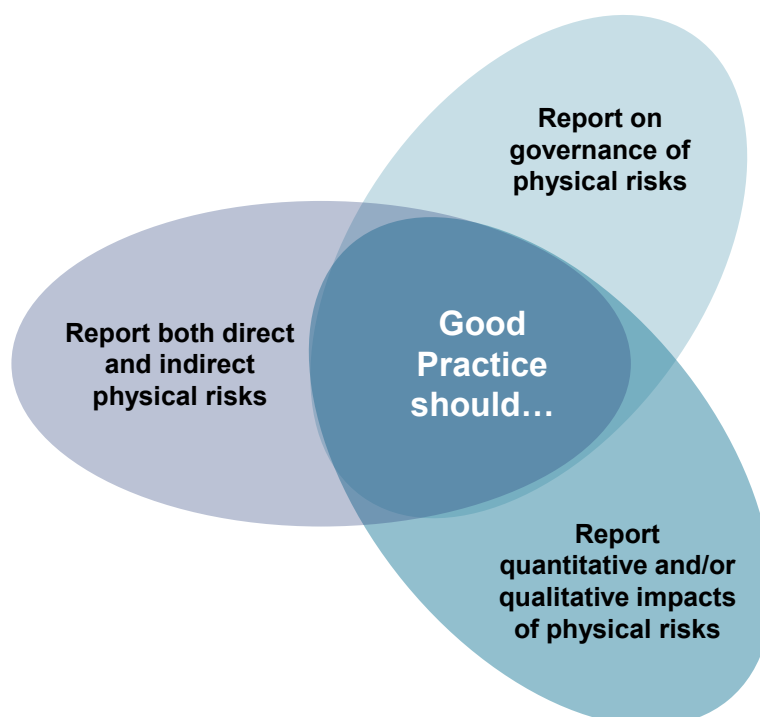 Report on
governance of
physical risks
Report both direct
and indirect
physical risks
Good
Practice
should…
Report
quantitative and/or
qualitative impacts
of physical risks